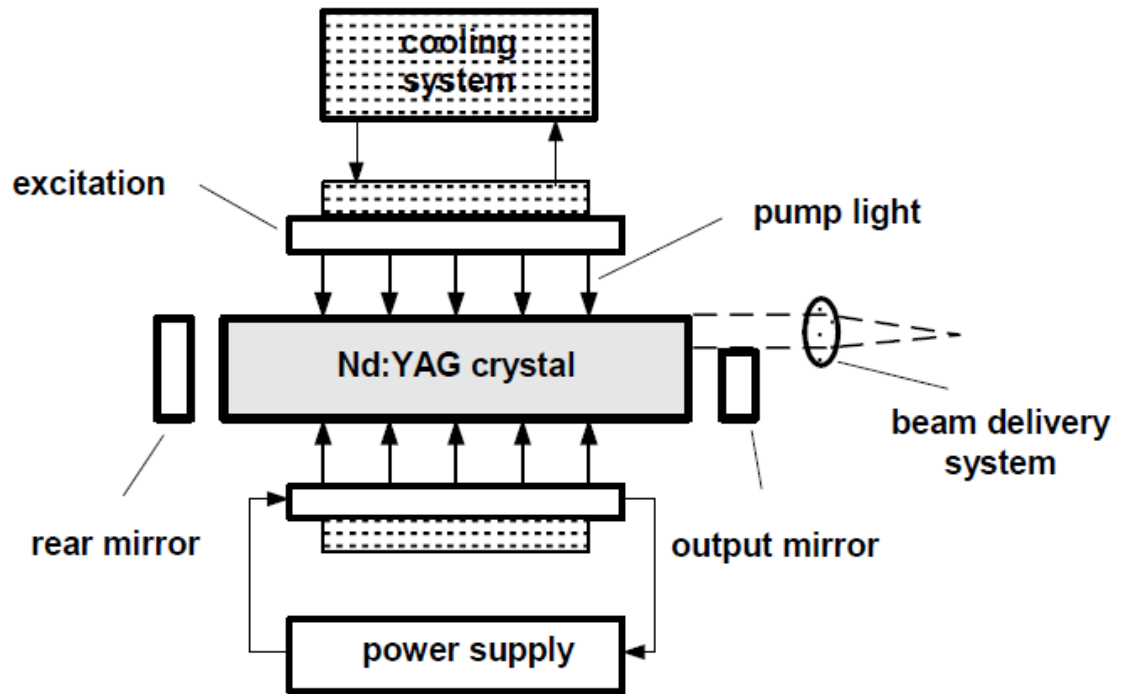 cooling
system
excitation
pump light
Nd:YAG crystal
beam delivery
system
rear mirror
output mirror
power supply